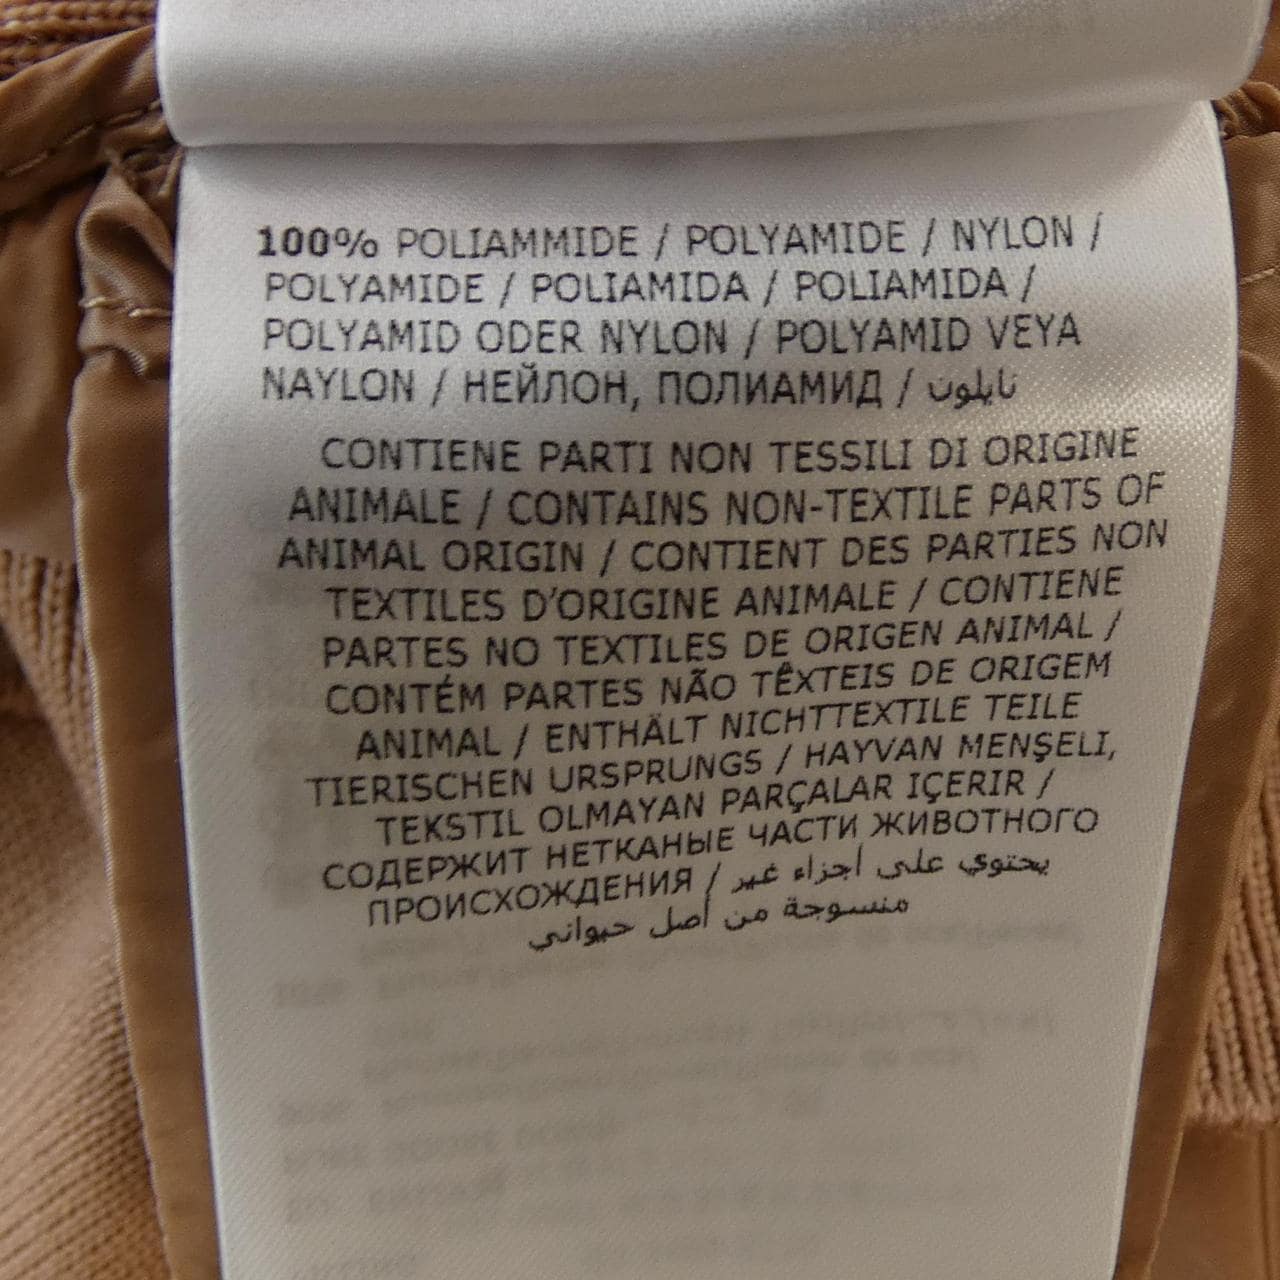 100% POLIAMMIDE / POLYAMIDE / NYLON /
POLYAMIDE / POLIAMIDA / POLIAMIDA /
POLYAMID ODER NYLON / POLYAMID VEYA
NAYLON / НЕЙЛОН, ПОЛИАМИД / نايلون
CONTIENE PARTI NON TESSILI DI ORIGINE
ANIMALE / CONTAINS NON-TEXTILE PARTS OF
ANIMAL ORIGIN / CONTIENT DES PARTIES NON
TEXTILES D'ORIGINE ANIMALE / CONTIENE
PARTES NO TEXTILES DE ORIGEN ANIMAL /
CONTÉM PARTES NÃO TÊXTEIS DE ORIGEM
ANIMAL / ENTHÄLT NICHTTEXTILE TEILE
TIERISCHEN URSPRUNGS / HAYVAN MENŞELI,
TEKSTIL OLMAYAN PARÇALAR IÇERIR /
СОДЕРЖИТ НЕТКАНЫЕ ЧАСТИ ЖИВОТНОГО
ПРОИСХОЖДЕНИЯ / يحتوي على أجزاء غير
منسوجة من أصل حيواني